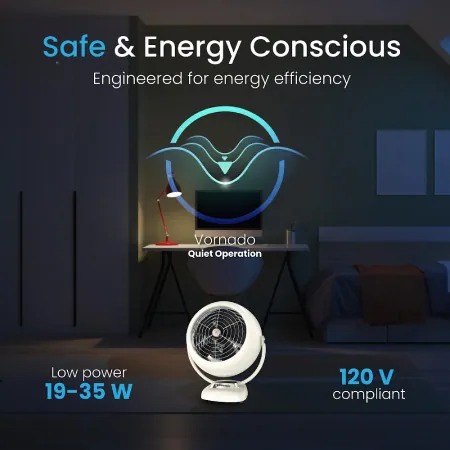 Safe & Energy Conscious
Engineered for energy efficiency
Vornado
Quiet Operation
Low power
19-35 W
120 V
compliant